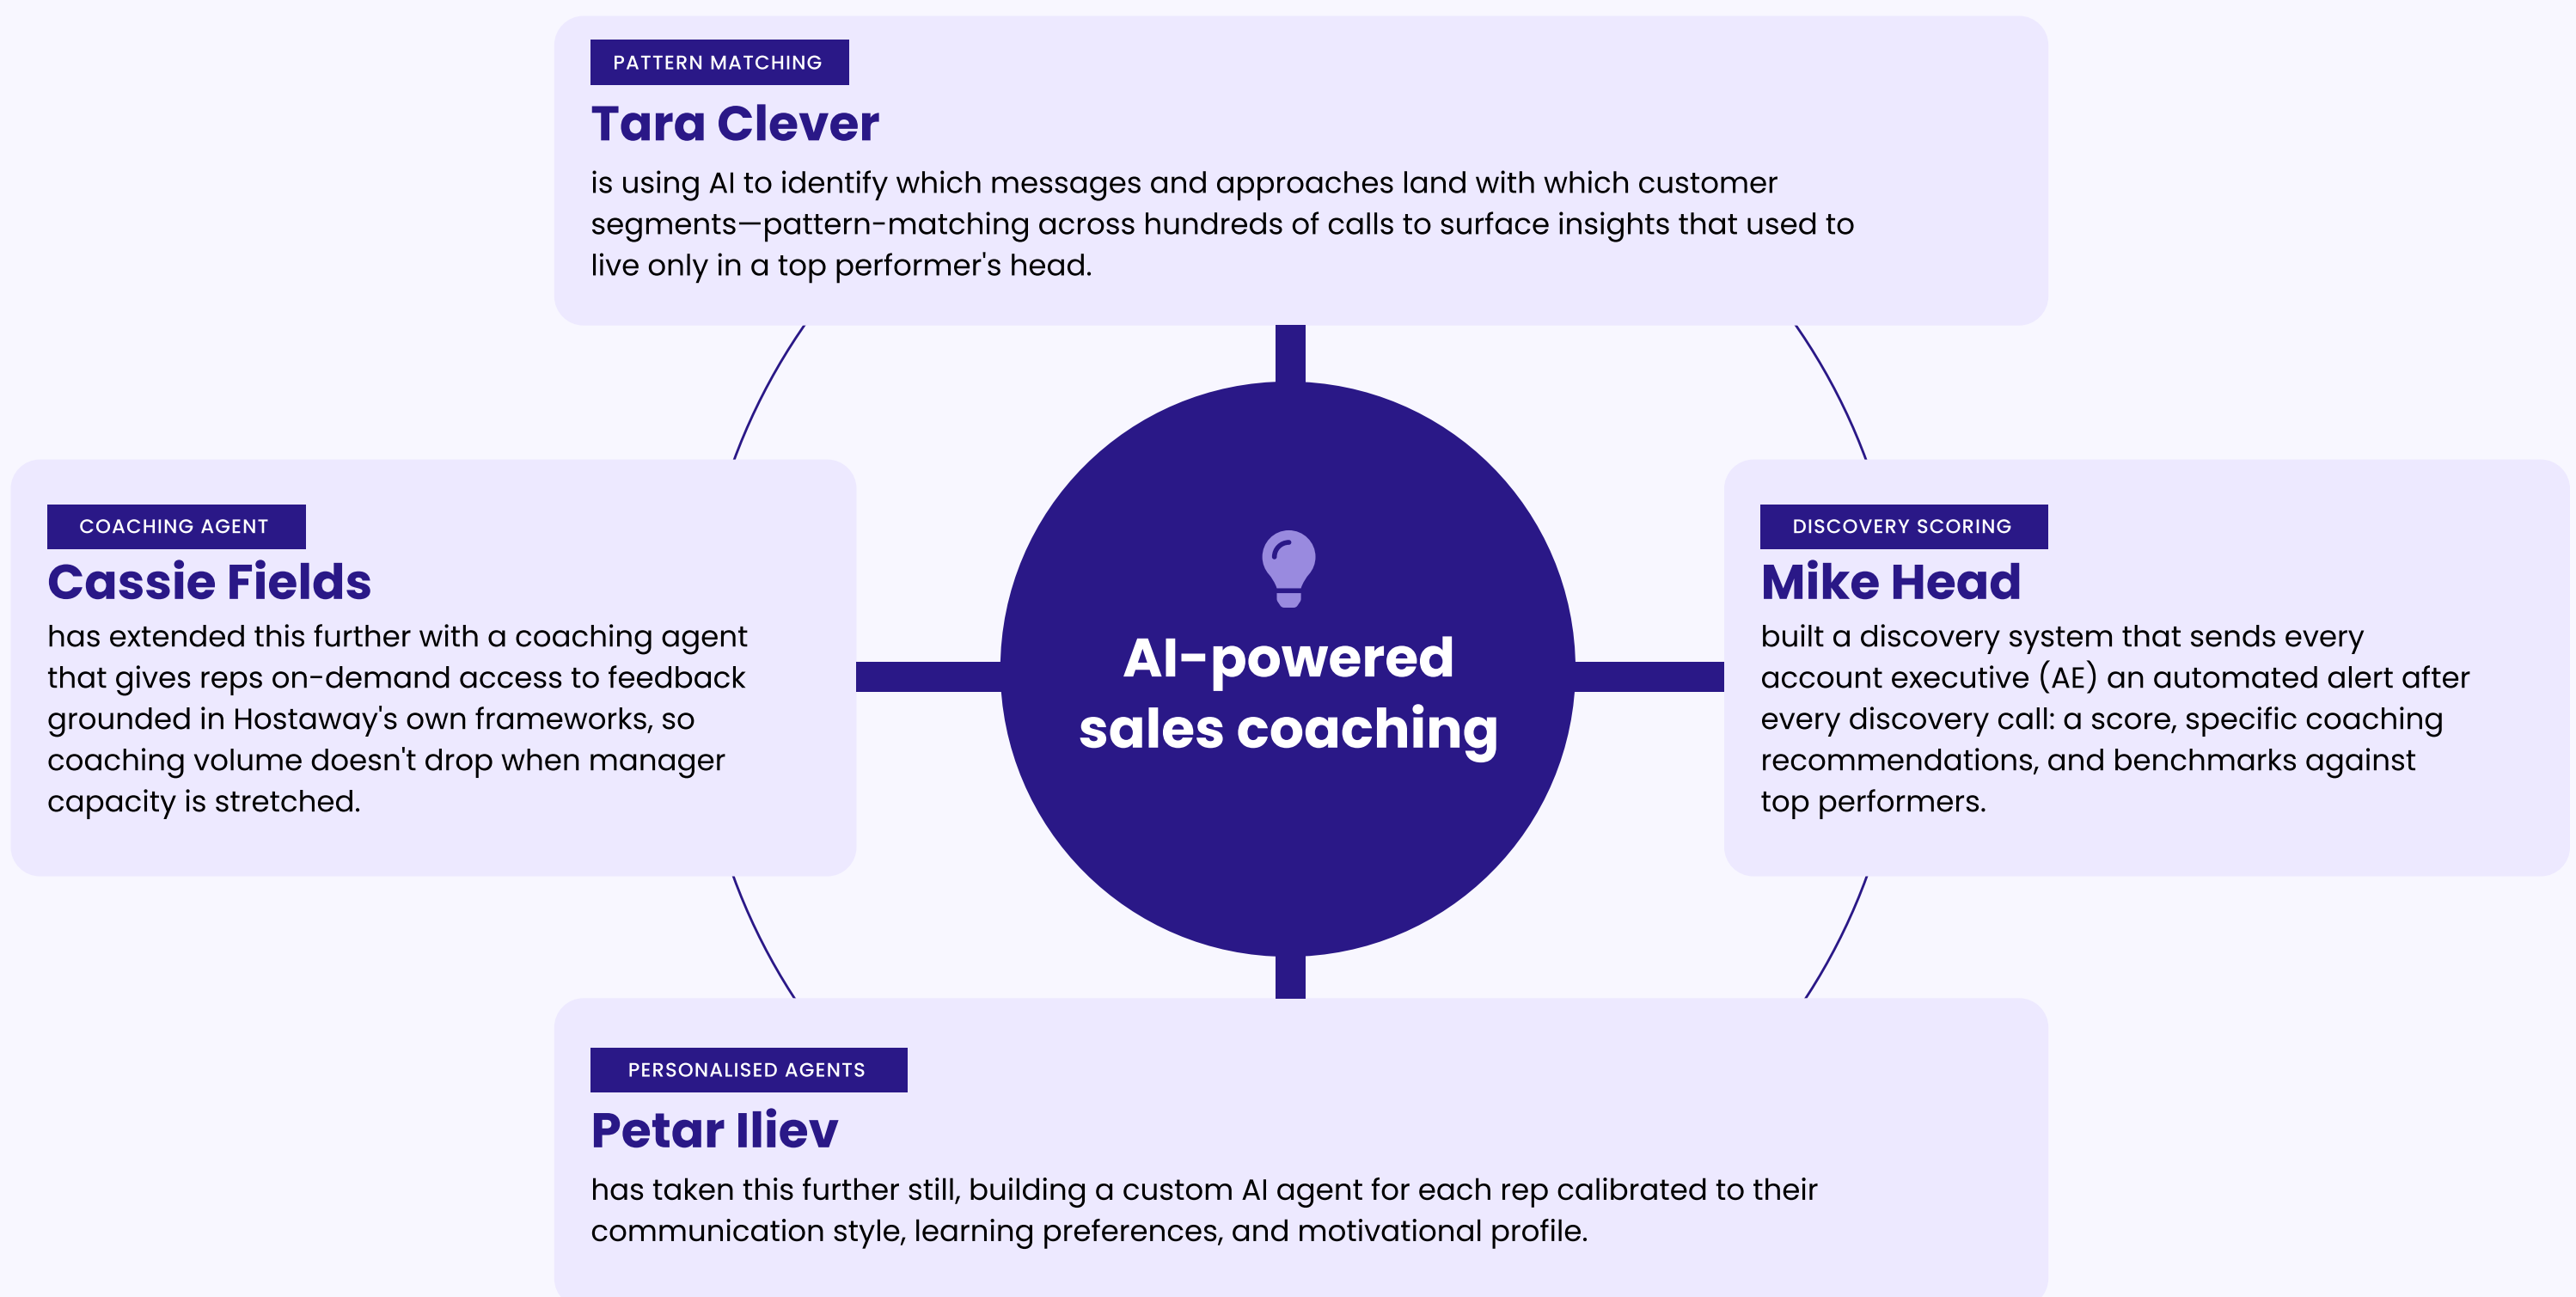 PATTERN MATCHING
Tara Clever
is using AI to identify which messages and approaches land with which customer
segments—pattern-matching across hundreds of calls to surface insights that used to
live only in a top performer's head.
COACHING AGENT
Cassie Fields
has extended this further with a coaching agent
that gives reps on-demand access to feedback
grounded in Hostaway's own frameworks, so
coaching volume doesn't drop when manager
capacity is stretched.
AI-powered
sales coaching
DISCOVERY SCORING
Mike Head
built a discovery system that sends every
account executive (AE) an automated alert after
every discovery call: a score, specific coaching
recommendations, and benchmarks against
top performers.
PERSONALISED AGENTS
Petar Iliev
has taken this further still, building a custom AI agent for each rep calibrated to their
communication style, learning preferences, and motivational profile.